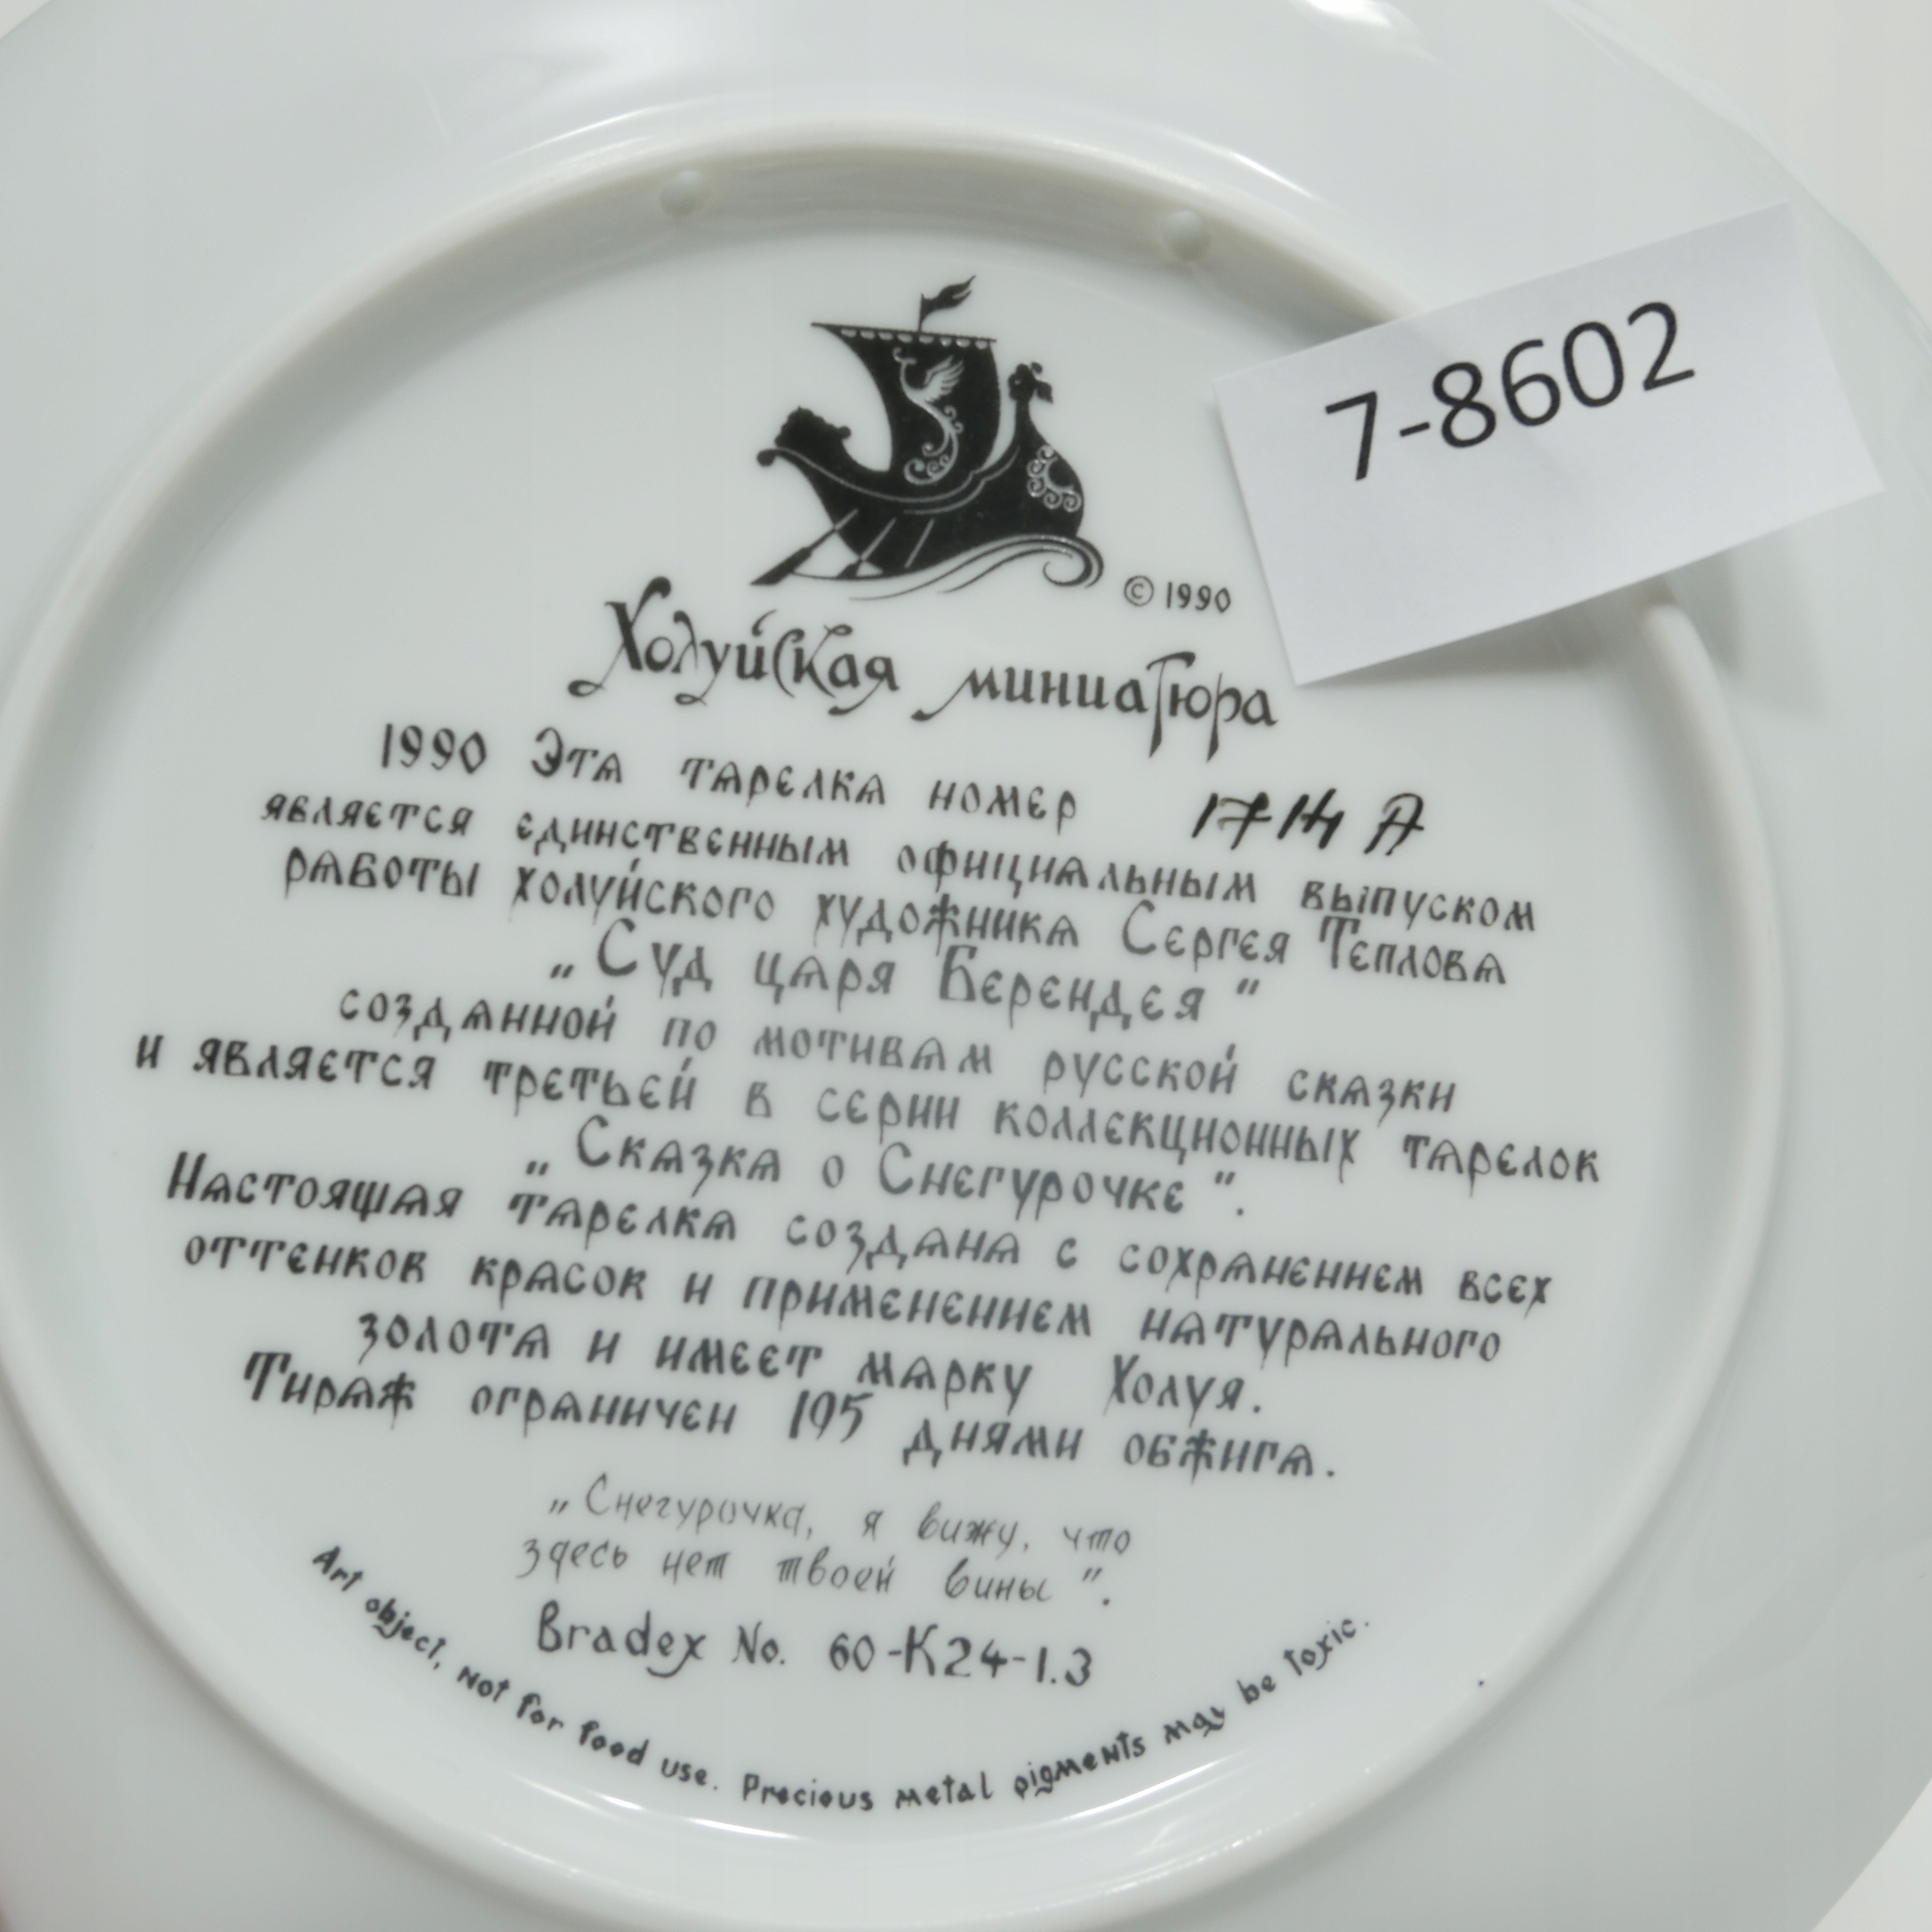 7-8602
© 1990
Холуйская миниатюра
1990 Эта тарелка номер 1714 А
является единственным официальным выпуском
работы холуйского художника Сергея Теплова
„Суд царя Берендея"
созданной по мотивам русской сказки
и является третьей в серии коллекционных тарелок
„Сказка о Снегурочке".
Настоящая тарелка создана с сохранением всех
оттенков красок и применением натурального
золота и имеет марку Холуя.
Тираж ограничен 195 днями обжига.
„Снегурочка, я вижу, что
здесь нет твоей вины".
Bradex No. 60-K24-1.3
Art object, not for food use. Precious metal pigments may be toxic.